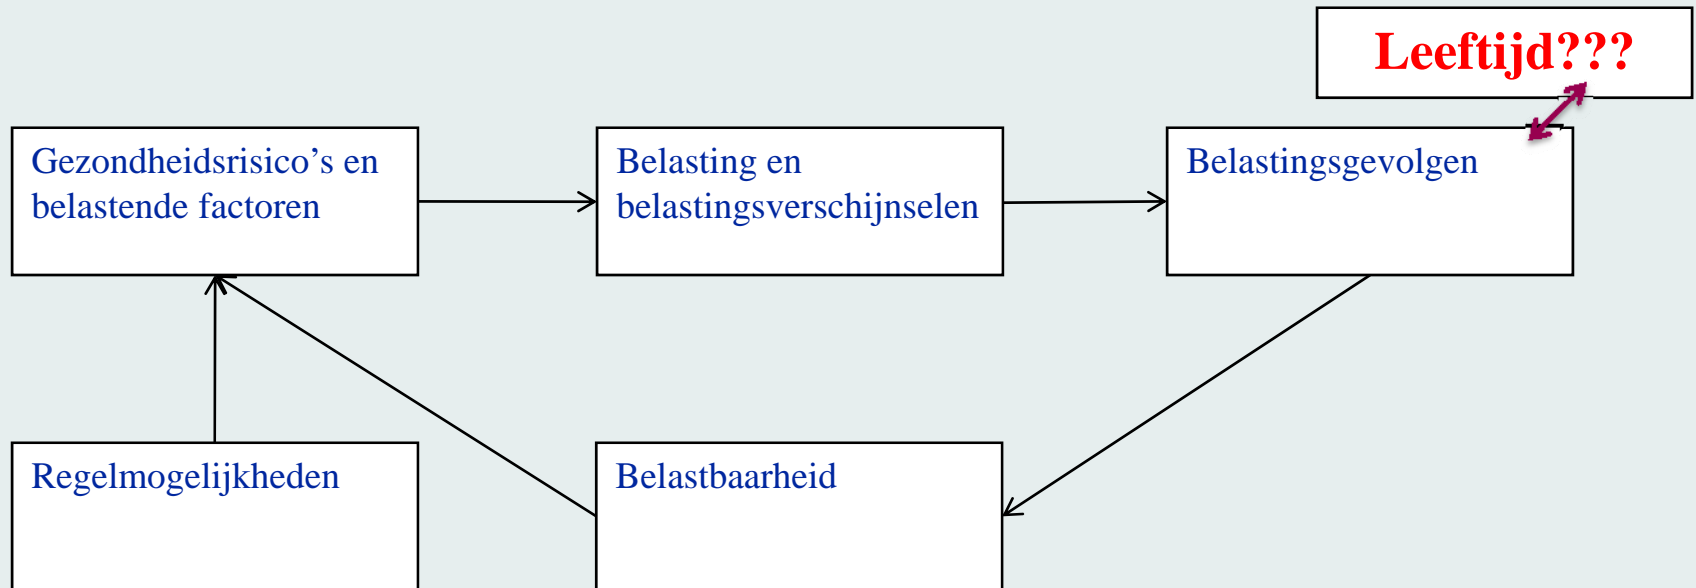 Leeftijd???
Gezondheidsrisico’s en
belastende factoren
Belasting en
belastingsverschijnselen
Belastingsgevolgen
Regelmogelijkheden
Belastbaarheid